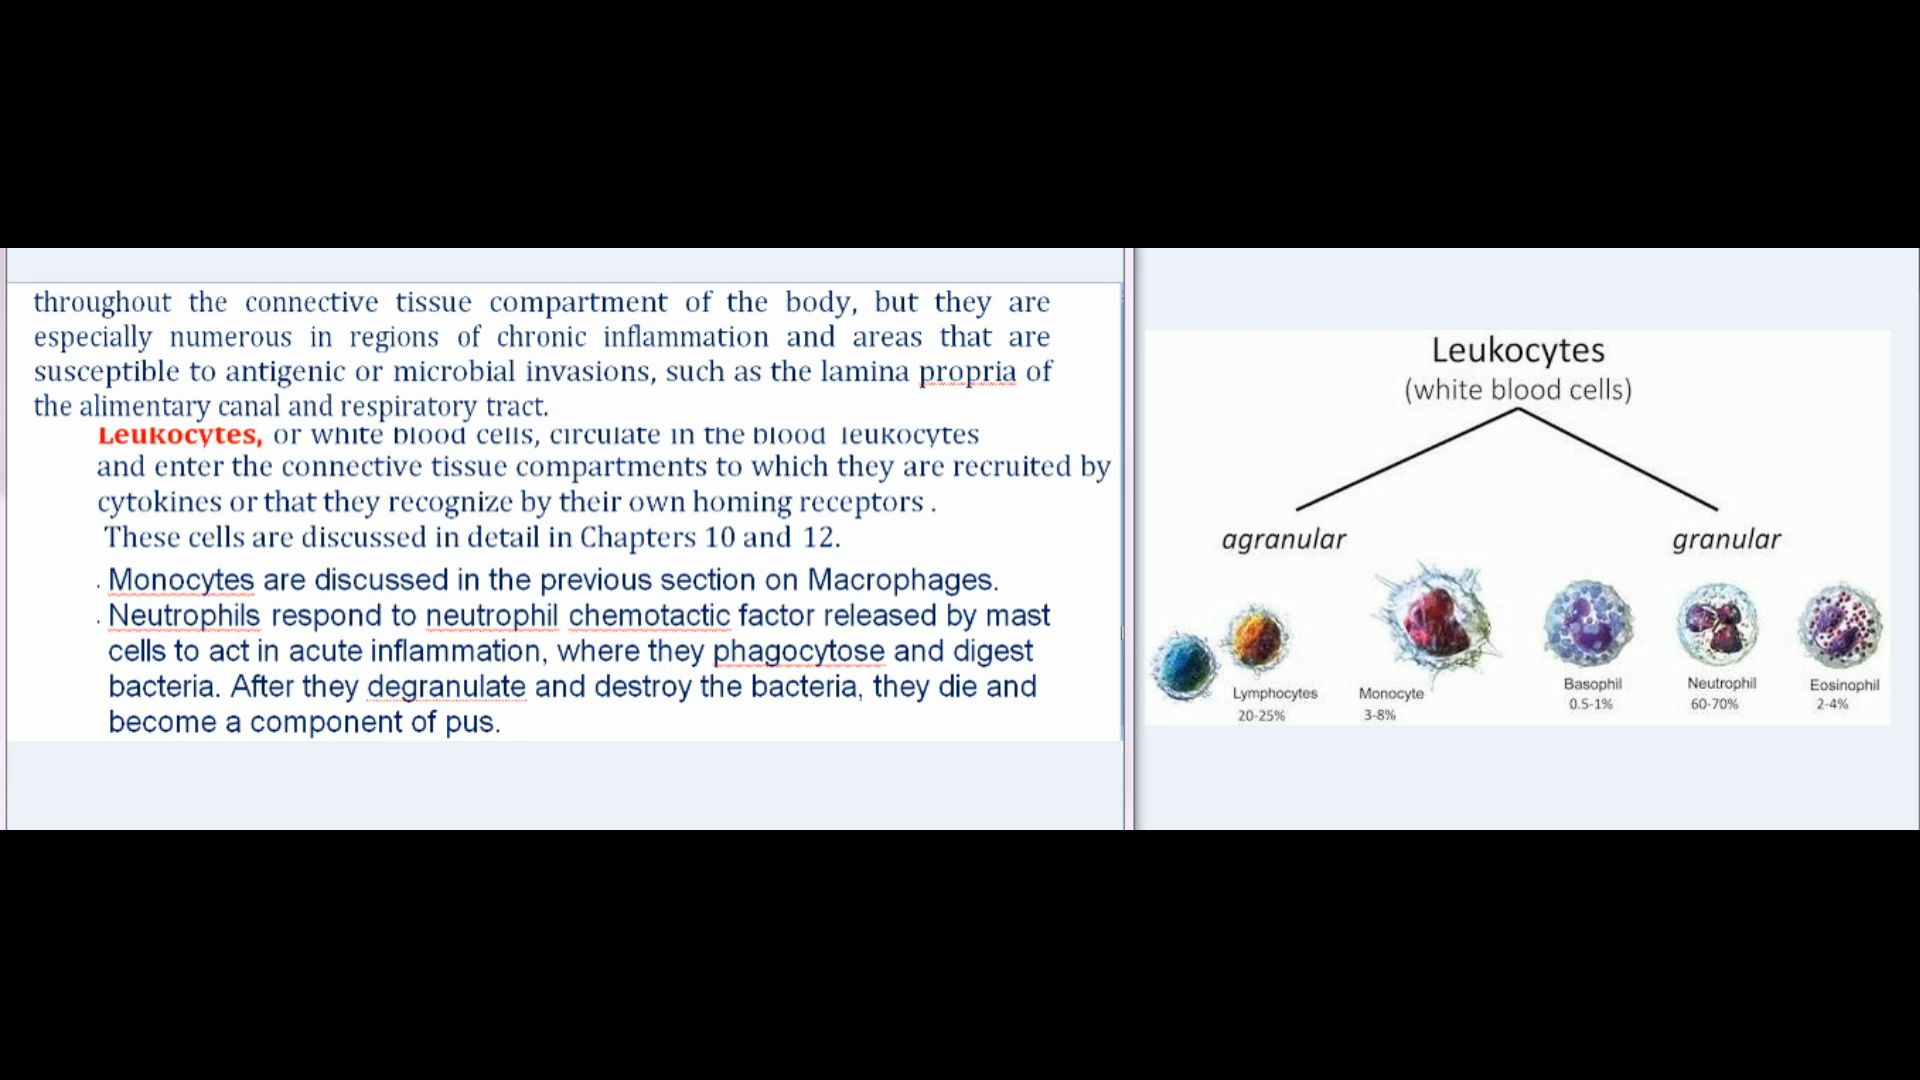 throughout the connective tissue compartment of the body, but they are
especially numerous in regions of chronic inflammation and areas that are
susceptible to antigenic or microbial invasions, such as the lamina propria of
the alimentary canal and respiratory tract.
Leukocytes, or white blood cells, circulate in the blood leukocytes
and enter the connective tissue compartments to which they are recruited by
cytokines or that they recognize by their own homing receptors .
These cells are discussed in detail in Chapters 10 and 12.
. Monocytes are discussed in the previous section on Macrophages.
. Neutrophils respond to neutrophil chemotactic factor released by mast
cells to act in acute inflammation, where they phagocytose and digest
bacteria. After they degranulate and destroy the bacteria, they die and
become a component of pus.
Leukocytes
(white blood cells)
agranular
granular
Lymphocytes
20-25%
Monocyte
3-8%
Basophil
0.5-1%
Neutrophil
60-70%
Eosinophil
2-4%